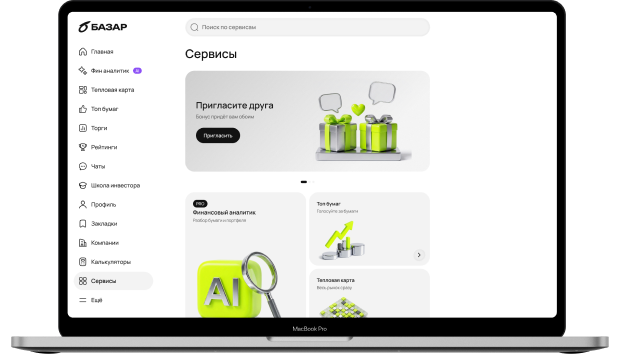 БАЗАР
Поиск по сервисам
Главная
Фин аналитик AI
Тепловая карта
Топ бумаг
Торги
Рейтинги
Чаты
Школа инвестора
Профиль
Закладки
Компании
Калькуляторы
Сервисы
Ещё
Сервисы
Пригласите друга
Бонус придёт вам обоим
Пригласить
PRO
Финансовый аналитик
Разбор бумаги и портфеля
AI
Топ бумаг
Голосуйте за бумаги
Тепловая карта
Весь рынок сразу
MacBook Pro